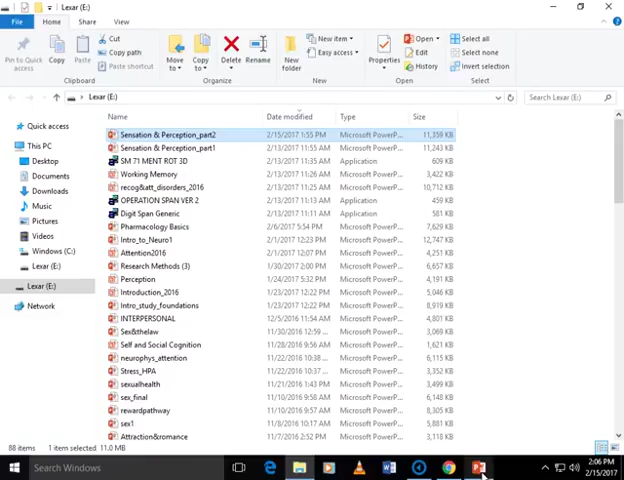 Lexar (E:)
File Home Share View
Pin to Quick access
Copy
Paste
Cut
Copy path
Paste shortcut
Clipboard
Move to
Copy to
Delete
Rename
Organize
New folder
New item
Easy access
New
Properties
Open
Edit
History
Open
Select all
Select none
Invert selection
Select
Lexar (E:)
Search Lexar (E:)
Quick access
This PC
Desktop
Documents
Downloads
Music
Pictures
Videos
Windows (C:)
Lexar (E:)
Lexar (E:)
Network
Name Date modified Type Size
Sensation & Perception_part2 2/15/2017 1:55 PM Microsoft PowerP... 11,359 KB
Sensation & Perception_part1 2/13/2017 11:55 AM Microsoft PowerP... 11,243 KB
SM 71 MENT ROT 3D 2/13/2017 11:35 AM Application 609 KB
Working Memory 2/13/2017 11:26 AM Microsoft PowerP... 3,422 KB
recog&att_disorders_2016 2/13/2017 11:25 AM Microsoft PowerP... 10,712 KB
OPERATION SPAN VER 2 2/13/2017 11:13 AM Application 459 KB
Digit Span Generic 2/13/2017 11:11 AM Application 581 KB
Pharmacology Basics 2/6/2017 5:54 PM Microsoft PowerP... 7,629 KB
Intro_to_Neuro1 2/1/2017 12:23 PM Microsoft PowerP... 12,747 KB
Attention2016 2/1/2017 12:07 PM Microsoft PowerP... 4,251 KB
Research Methods (3) 1/30/2017 2:00 PM Microsoft PowerP... 6,657 KB
Perception 1/24/2017 5:32 PM Microsoft PowerP... 4,191 KB
Introduction_2016 1/23/2017 12:22 PM Microsoft PowerP... 5,046 KB
Intro_study_foundations 1/23/2017 12:22 PM Microsoft PowerP... 8,919 KB
INTERPERSONAL 12/5/2016 11:54 AM Microsoft PowerP... 4,801 KB
Sex&thelaw 11/30/2016 12:59 ... Microsoft PowerP... 3,069 KB
Self and Social Cognition 11/28/2016 9:56 AM Microsoft PowerP... 1,621 KB
neurophys_attention 11/22/2016 10:38 ... Microsoft PowerP... 6,115 KB
Stress_HPA 11/22/2016 10:37 ... Microsoft PowerP... 3,356 KB
sexualhealth 11/21/2016 1:43 PM Microsoft PowerP... 3,499 KB
sex_final 11/10/2016 9:58 AM Microsoft PowerP... 6,148 KB
rewardpathway 11/10/2016 9:57 AM Microsoft PowerP... 8,305 KB
sex1 11/8/2016 10:17 AM Microsoft PowerP... 6,130 KB
Attraction&romance 11/7/2016 2:52 PM Microsoft PowerP... 3,118 KB
88 items 1 item selected 11.0 MB
Search Windows
2:06 PM
2/15/2017